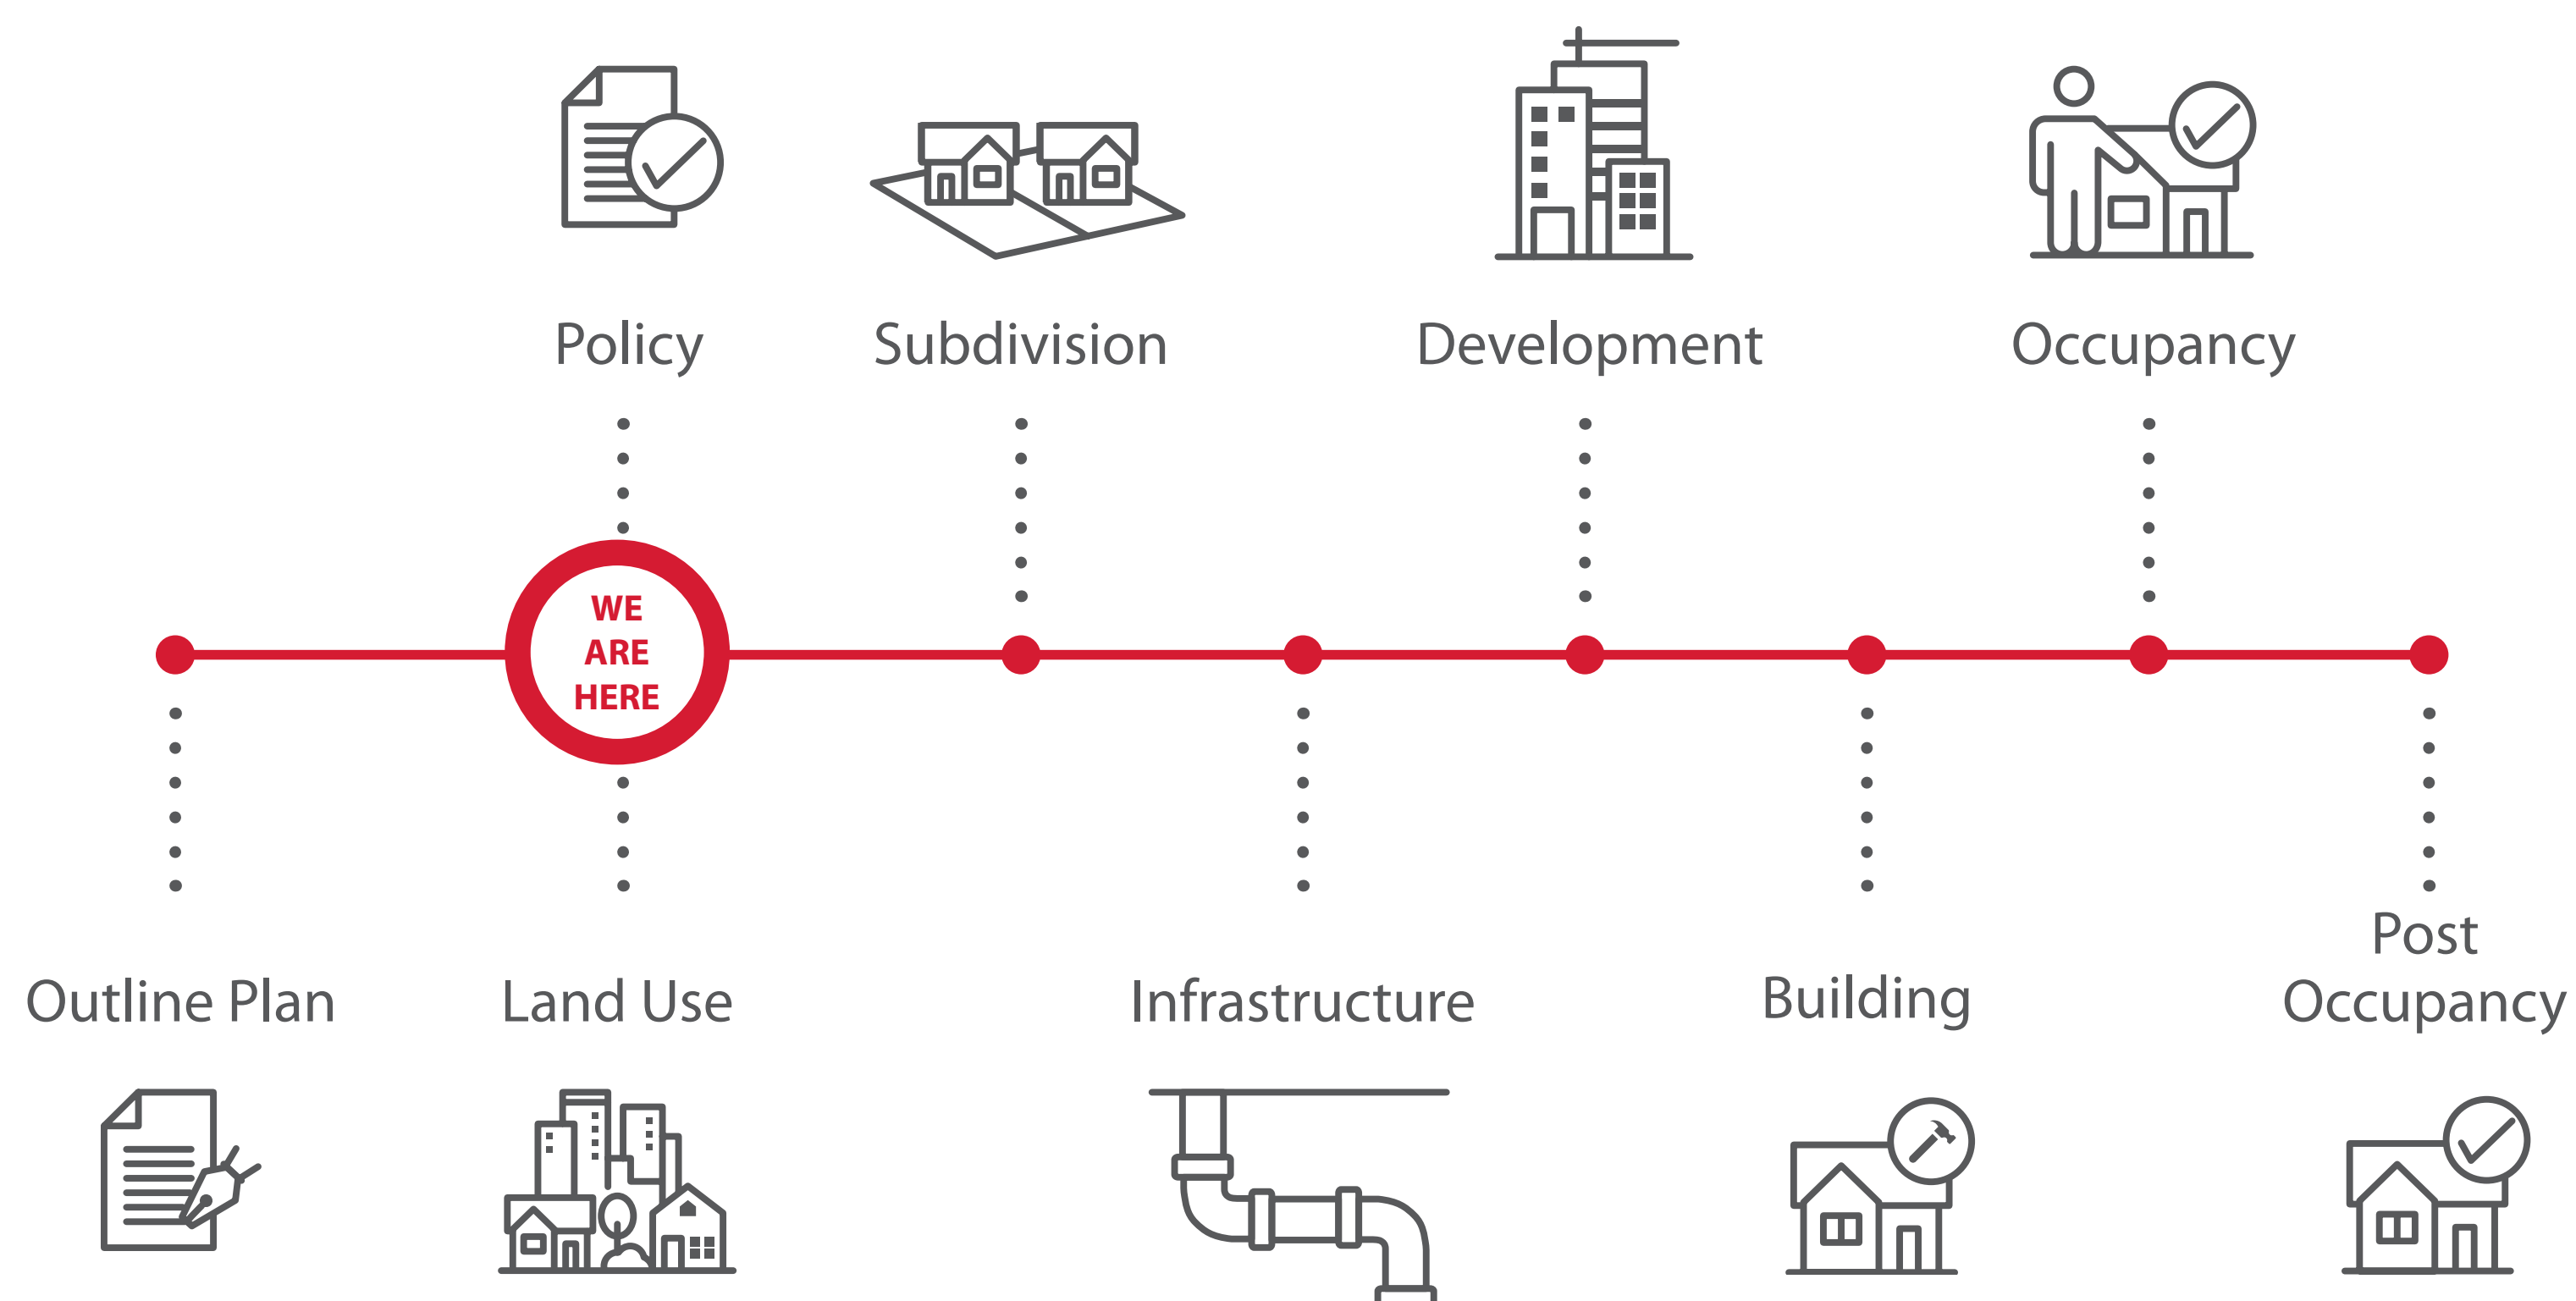 Policy
Subdivision
Development
Occupancy
WE
ARE
HERE
Outline Plan
Land Use
Infrastructure
Building
Post
Occupancy